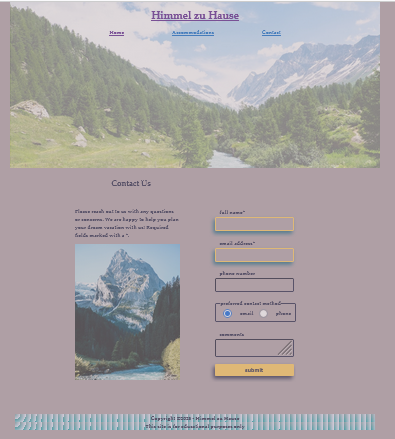 Himmel zu Hause
Home Accommodations Contact
Contact Us
Please reach out to us with any questions
or concerns. We are happy to help you plan
your dream vacation with us! Required
fields marked with a *.
full name*
email address*
phone number
preferred contact method
email phone
comments
submit
Copyright ©2023 - Himmel zu Hause
This site is for educational purposes only.